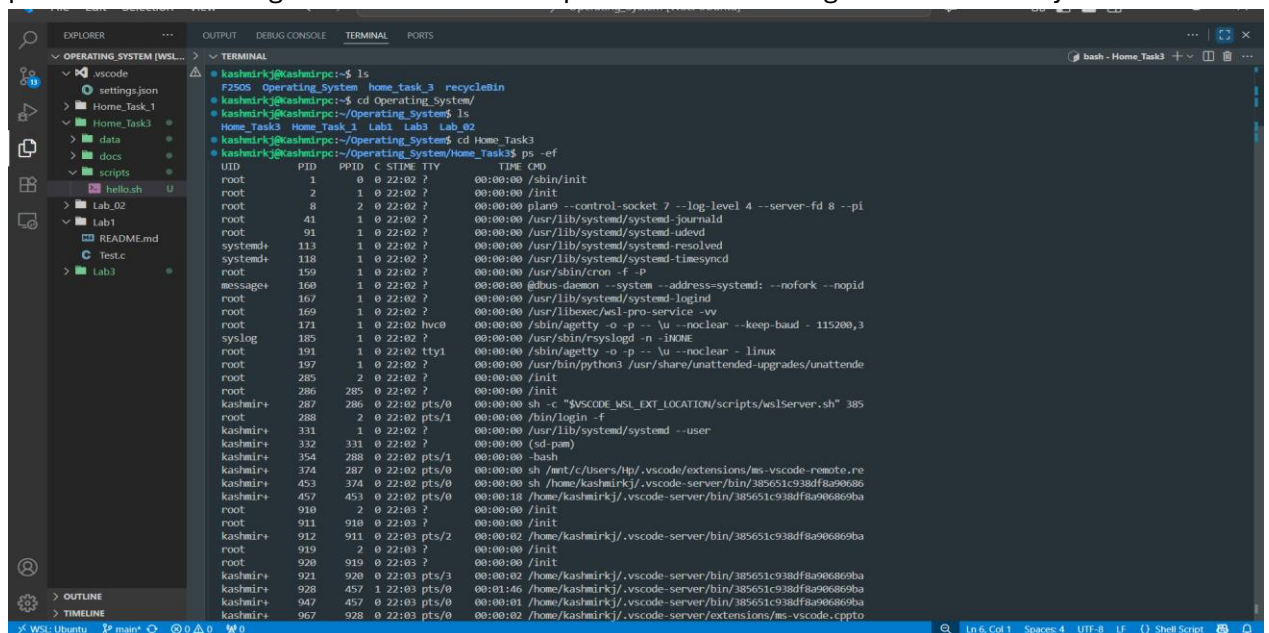 EXPLORER
OPERATING_SYSTEM [WSL...
.vscode
settings.json
Home_Task_1
Home_Task3
data
docs
scripts
hello.sh U
Lab_02
Lab1
README.md
Test.c
Lab3
OUTLINE
TIMELINE
OUTPUT DEBUG CONSOLE TERMINAL PORTS
TERMINAL
bash - Home_Task3
kashmirkj@Kashmirpc:~$ ls
F25OS Operating_System home_task_3 recycleBin
kashmirkj@Kashmirpc:~$ cd Operating_System/
kashmirkj@Kashmirpc:~/Operating_System$ ls
Home_Task3 Home_Task_1 Lab1 Lab3 Lab_02
kashmirkj@Kashmirpc:~/Operating_System$ cd Home_Task3
kashmirkj@Kashmirpc:~/Operating_System/Home_Task3$ ps -ef
UID PID PPID C STIME TTY TIME CMD
root 1 0 0 22:02 ? 00:00:00 /sbin/init
root 2 1 0 22:02 ? 00:00:00 /init
root 8 2 0 22:02 ? 00:00:00 plan9 --control-socket 7 --log-level 4 --server-fd 8 --pi
root 41 1 0 22:02 ? 00:00:00 /usr/lib/systemd/systemd-journald
root 91 1 0 22:02 ? 00:00:00 /usr/lib/systemd/systemd-udevd
systemd+ 113 1 0 22:02 ? 00:00:00 /usr/lib/systemd/systemd-resolved
systemd+ 118 1 0 22:02 ? 00:00:00 /usr/lib/systemd/systemd-timesyncd
root 159 1 0 22:02 ? 00:00:00 /usr/sbin/cron -f -P
message+ 160 1 0 22:02 ? 00:00:00 @dbus-daemon --system --address=systemd: --nofork --nopid
root 167 1 0 22:02 ? 00:00:00 /usr/lib/systemd/systemd-logind
root 169 1 0 22:02 ? 00:00:00 /usr/libexec/wsl-pro-service -vv
root 171 1 0 22:02 hvc0 00:00:00 /sbin/agetty -o -p -- \u --noclear --keep-baud - 115200,3
syslog 185 1 0 22:02 ? 00:00:00 /usr/sbin/rsyslogd -n -iNONE
root 191 1 0 22:02 tty1 00:00:00 /sbin/agetty -o -p -- \u --noclear - linux
root 197 1 0 22:02 ? 00:00:00 /usr/bin/python3 /usr/share/unattended-upgrades/unattende
root 285 2 0 22:02 ? 00:00:00 /init
root 286 285 0 22:02 ? 00:00:00 /init
kashmir+ 287 286 0 22:02 pts/0 00:00:00 sh -c "$VSCODE_WSL_EXT_LOCATION/scripts/wslServer.sh" 385
root 288 2 0 22:02 pts/1 00:00:00 /bin/login -f
kashmir+ 331 1 0 22:02 ? 00:00:00 /usr/lib/systemd/systemd --user
kashmir+ 332 331 0 22:02 ? 00:00:00 (sd-pam)
kashmir+ 354 288 0 22:02 pts/1 00:00:00 -bash
kashmir+ 374 287 0 22:02 pts/0 00:00:00 sh /mnt/c/Users/Hp/.vscode/extensions/ms-vscode-remote.re
kashmir+ 453 374 0 22:02 pts/0 00:00:00 sh /home/kashmirkj/.vscode-server/bin/385651c938df8a90686
kashmir+ 457 453 0 22:02 pts/0 00:00:18 /home/kashmirkj/.vscode-server/bin/385651c938df8a906869ba
root 910 2 0 22:03 ? 00:00:00 /init
root 911 910 0 22:03 ? 00:00:00 /init
kashmir+ 912 911 0 22:03 pts/2 00:00:02 /home/kashmirkj/.vscode-server/bin/385651c938df8a906869ba
root 919 2 0 22:03 ? 00:00:00 /init
root 920 919 0 22:03 ? 00:00:00 /init
kashmir+ 921 920 0 22:03 pts/3 00:00:02 /home/kashmirkj/.vscode-server/bin/385651c938df8a906869ba
kashmir+ 928 457 1 22:03 pts/0 00:01:46 /home/kashmirkj/.vscode-server/bin/385651c938df8a906869ba
kashmir+ 947 457 0 22:03 pts/0 00:00:01 /home/kashmirkj/.vscode-server/bin/385651c938df8a906869ba
kashmir+ 967 928 0 22:03 pts/0 00:00:02 /home/kashmirkj/.vscode-server/extensions/ms-vscode.cppto
WSL: Ubuntu main* 0 0 0 Ln 6, Col 1 Spaces: 4 UTF-8 LF {} Shell Script